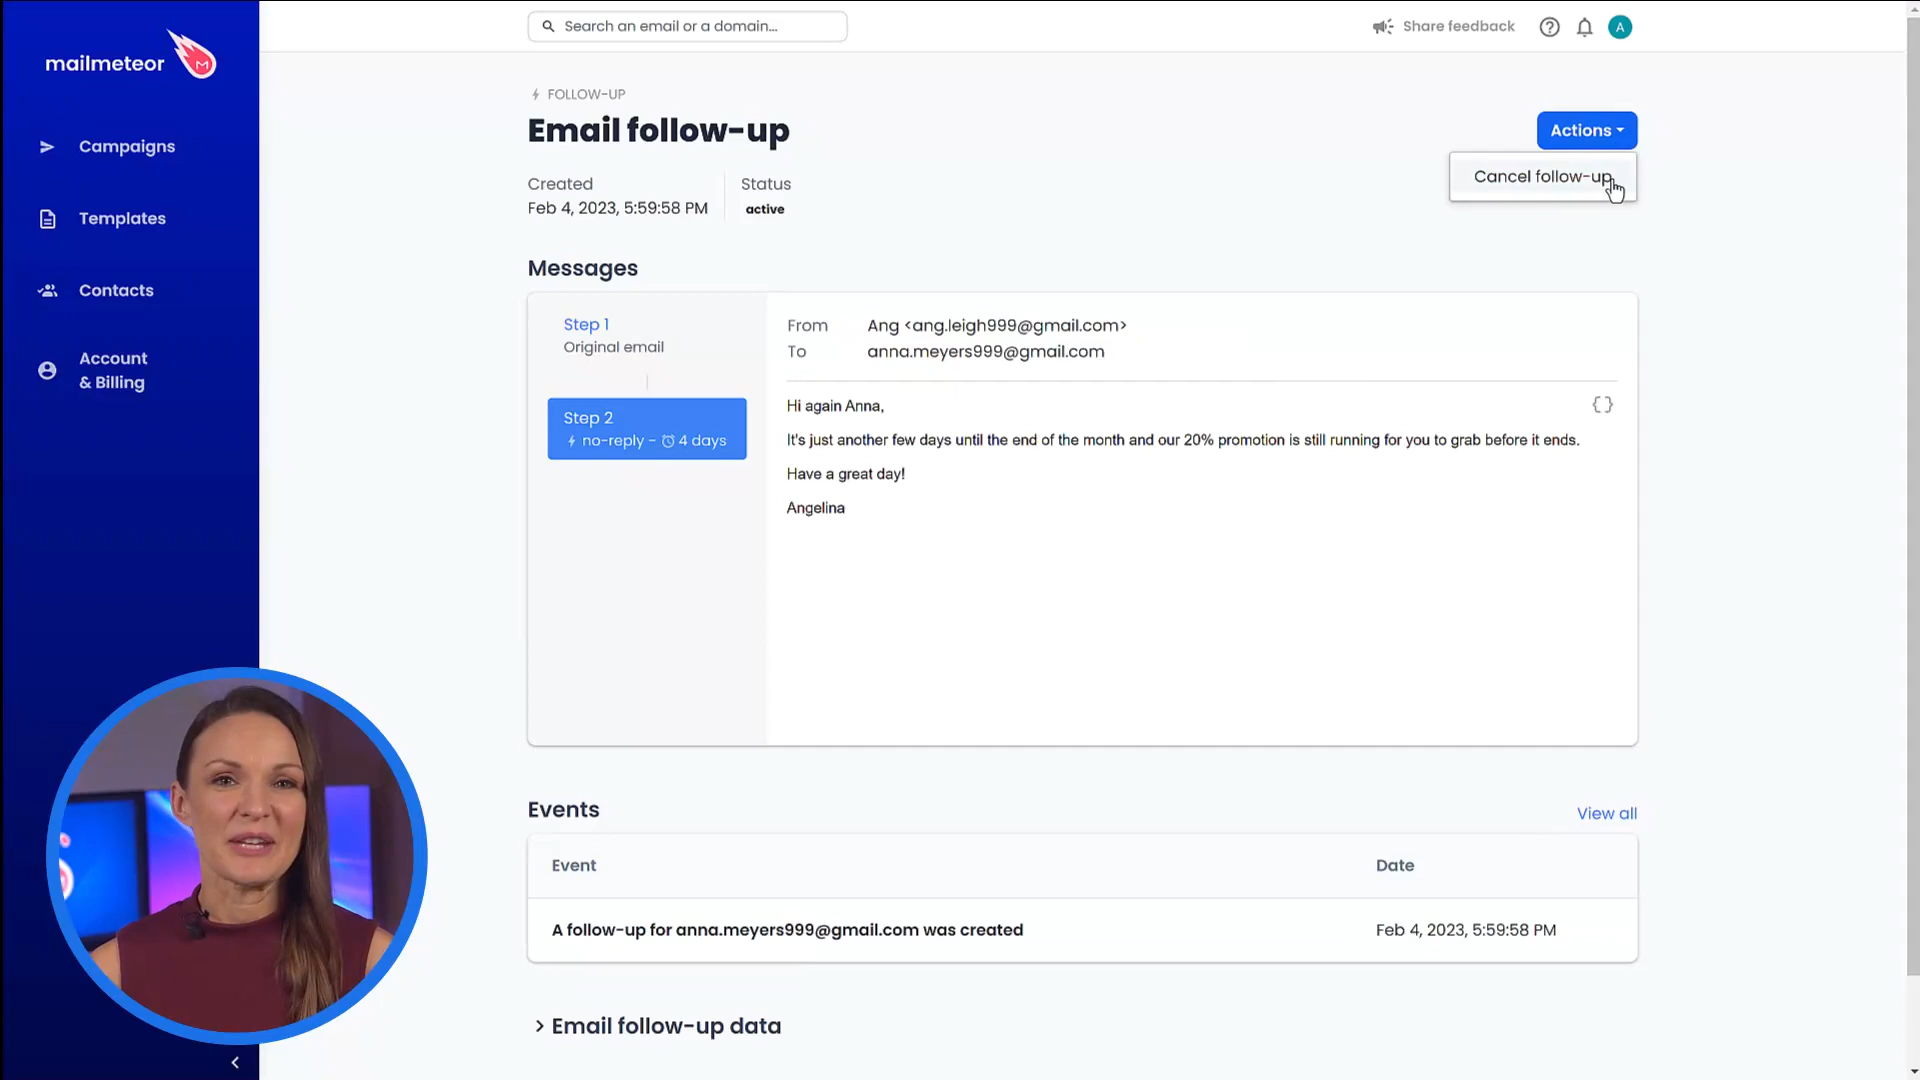 mailmeteor
M
Search an email or a domain...
Share feedback
A
Campaigns
Templates
Contacts
Account
& Billing
FOLLOW-UP
Email follow-up
Actions
Cancel follow-up
Created
Feb 4, 2023, 5:59:58 PM
Status
active
Messages
Step 1
Original email
Step 2
no-reply - 4 days
From Ang <ang.leigh999@gmail.com>
To anna.meyers999@gmail.com
Hi again Anna,
It's just another few days until the end of the month and our 20% promotion is still running for you to grab before it ends.
Have a great day!
Angelina
Events
View all
Event Date
A follow-up for anna.meyers999@gmail.com was created Feb 4, 2023, 5:59:58 PM
Email follow-up data